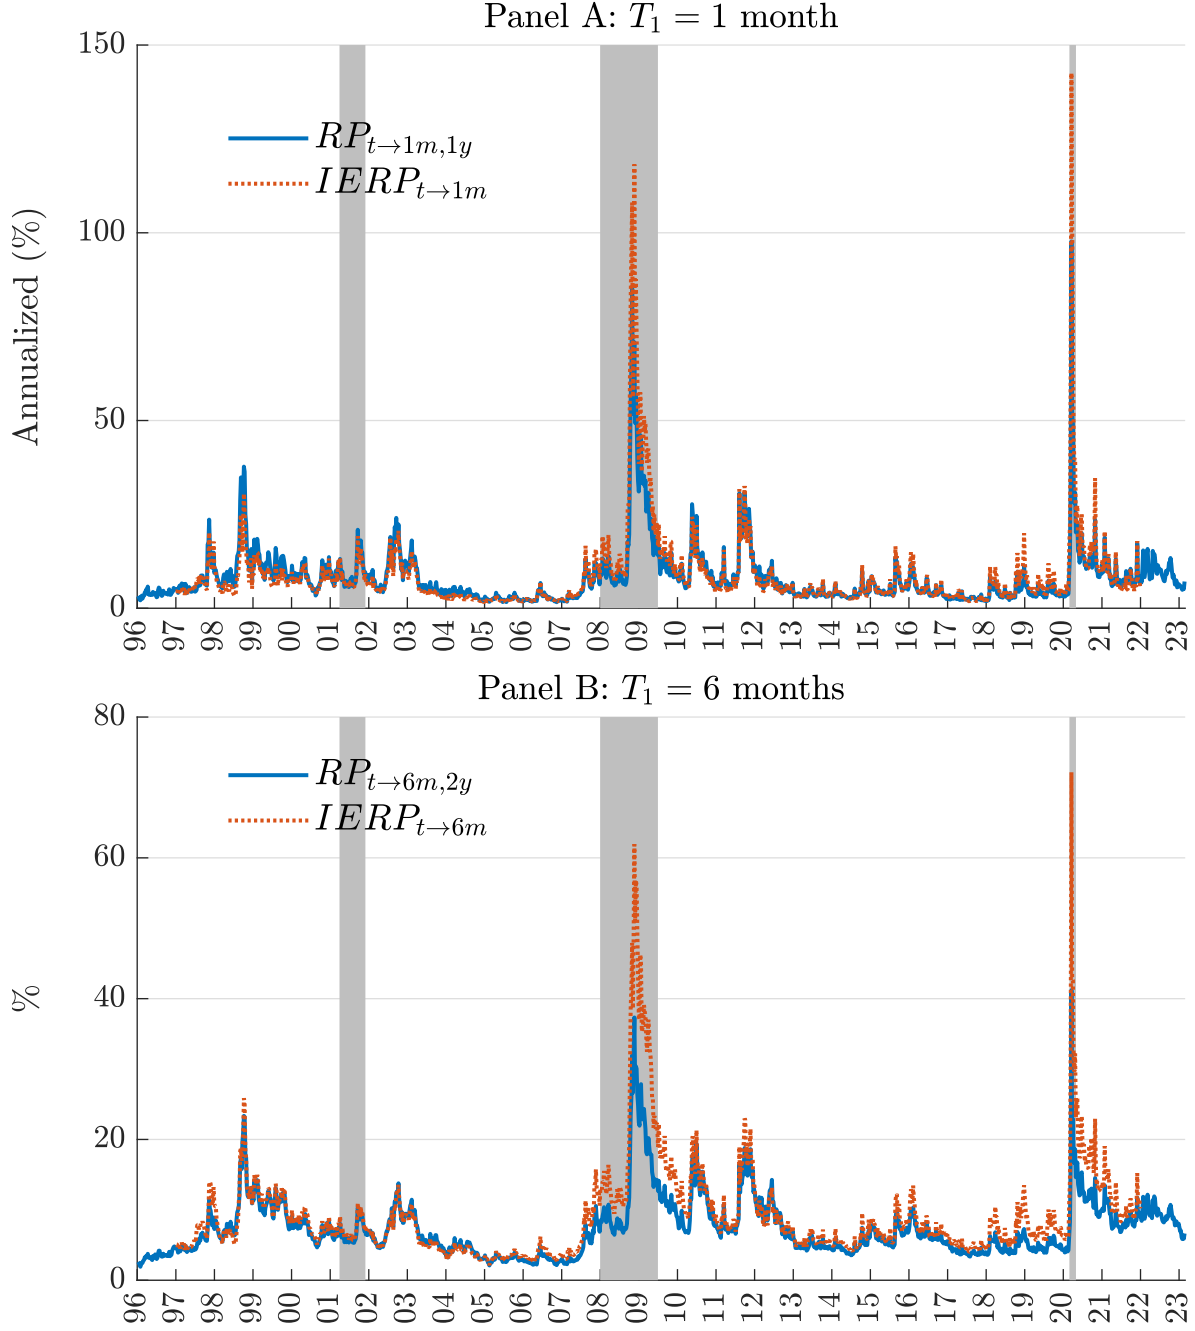 Panel A: T₁ = 1 month
Annualized (%)
150
100
50
0
RP_{t→1m,1y}
IERP_{t→1m}
96 97 98 99 00 01 02 03 04 05 06 07 08 09 10 11 12 13 14 15 16 17 18 19 20 21 22 23
Panel B: T₁ = 6 months
%
80
60
40
20
0
RP_{t→6m,2y}
IERP_{t→6m}
96 97 98 99 00 01 02 03 04 05 06 07 08 09 10 11 12 13 14 15 16 17 18 19 20 21 22 23